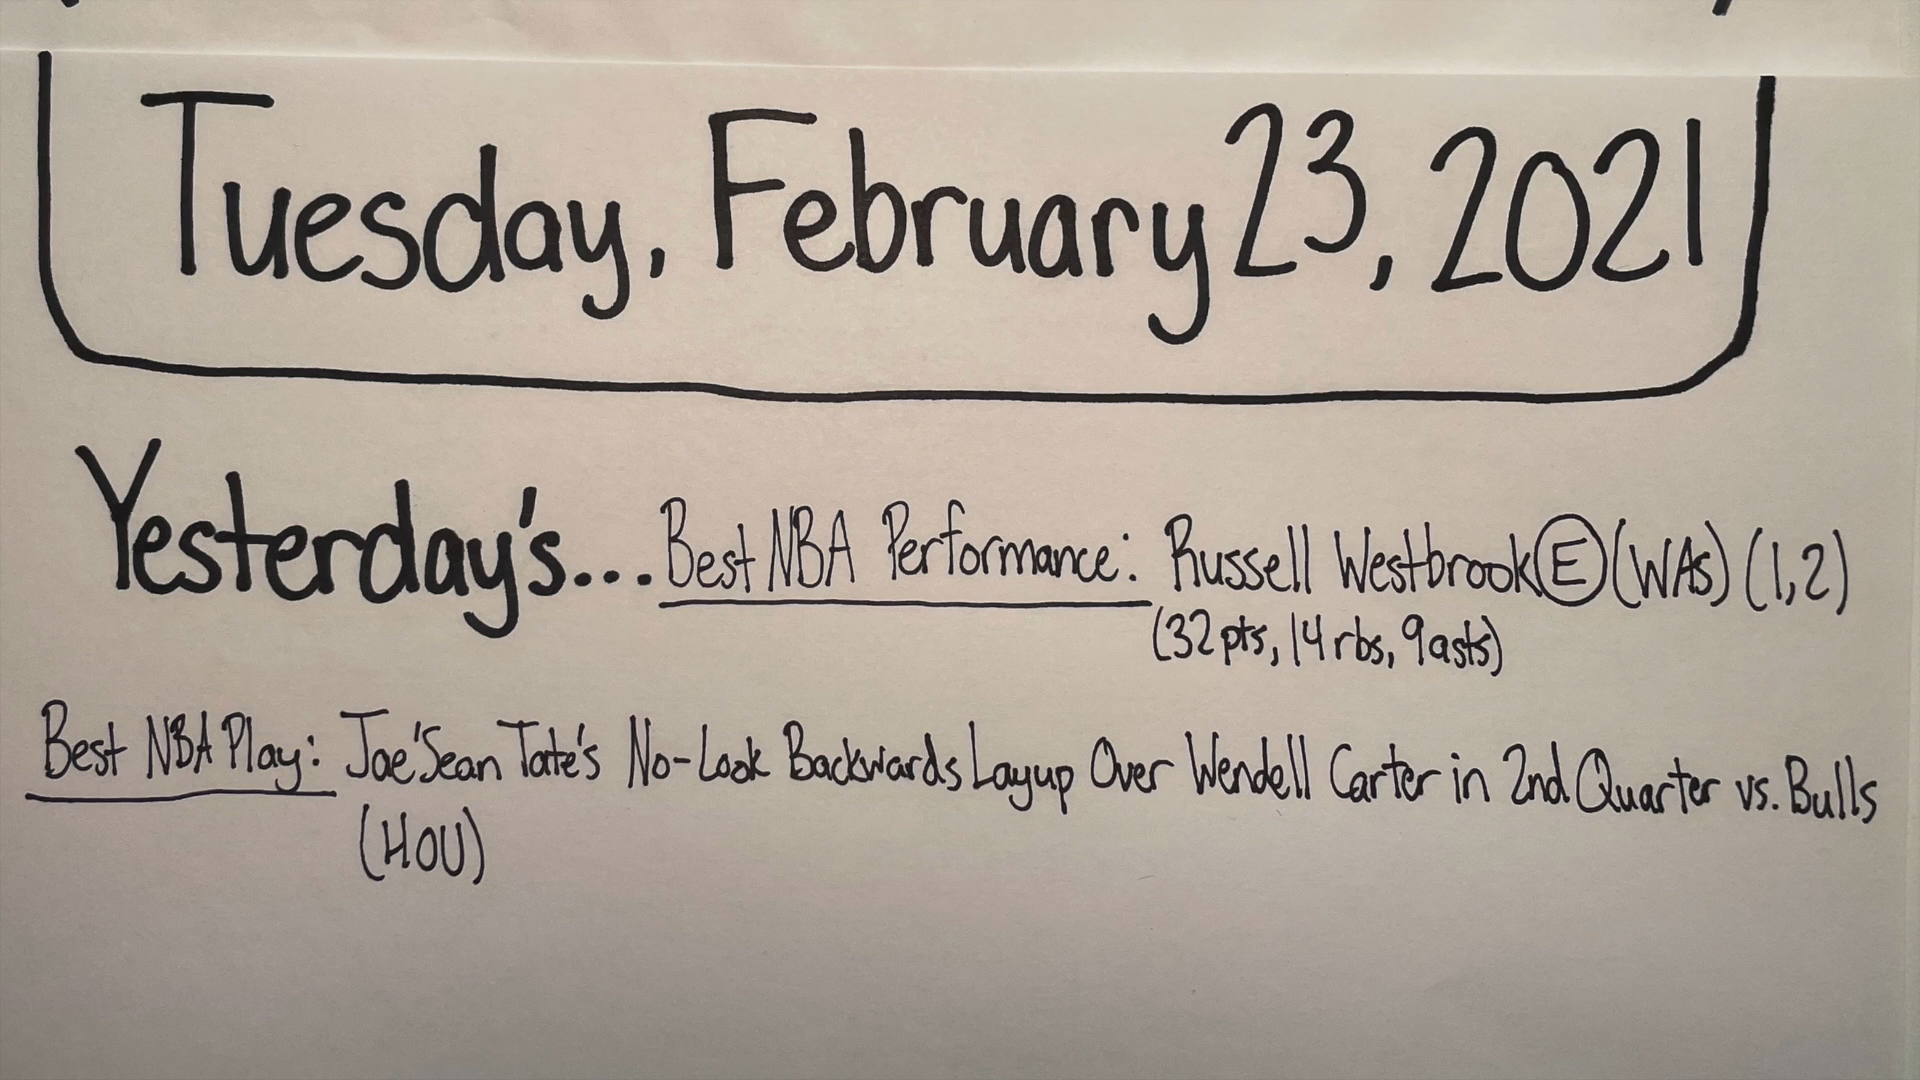 Tuesday, February 23, 2021
Yesterday's... Best NBA Performance: Russell Westbrook Ⓔ (WAS) (1,2)
(32 pts, 14 rbs, 9 asts)
Best NBA Play: Jae'Sean Tate's No-Look Backwards Layup Over Wendell Carter in 2nd Quarter vs. Bulls
(HOU)